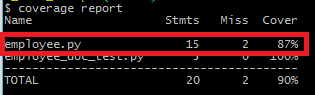 $ coverage report
Name Stmts Miss Cover
employee.py 15 2 87%
employee_doc_test.py 5 0 100%
TOTAL 20 2 90%